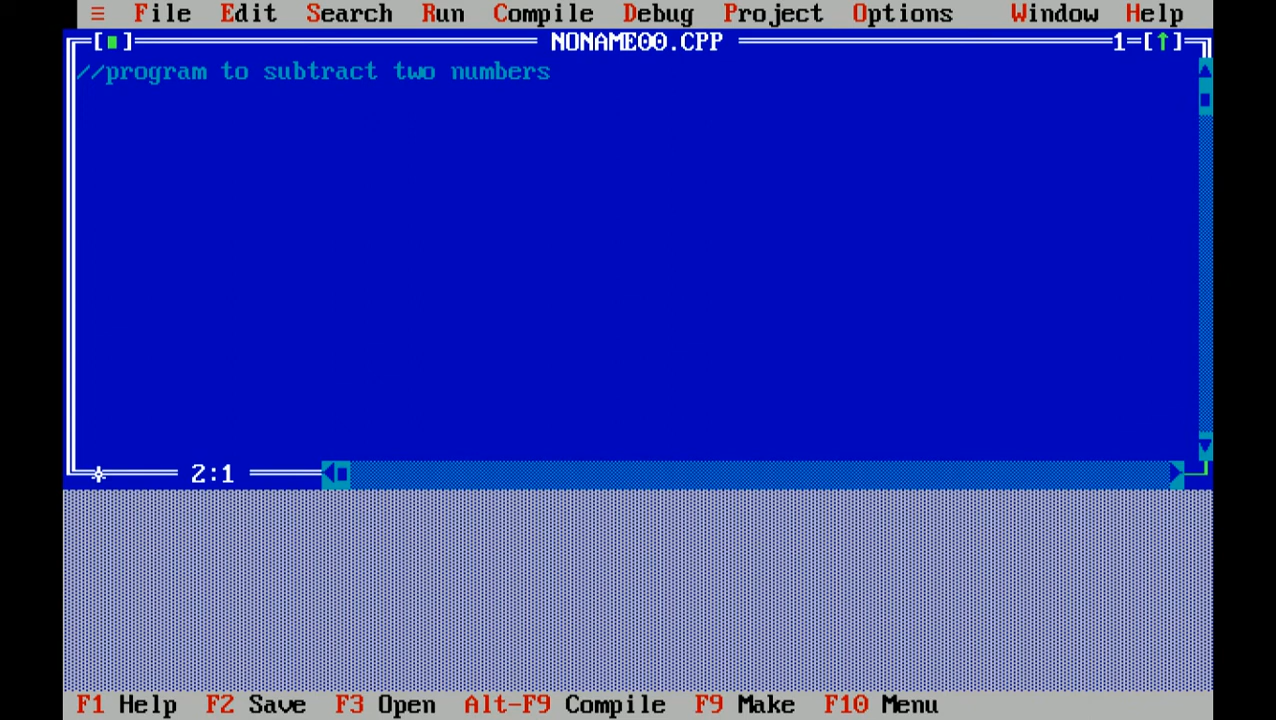 ≡ File Edit Search Run Compile Debug Project Options Window Help
[■] NONAME00.CPP 1=[↑]
//program to subtract two numbers
2:1
F1 Help F2 Save F3 Open Alt-F9 Compile F9 Make F10 Menu